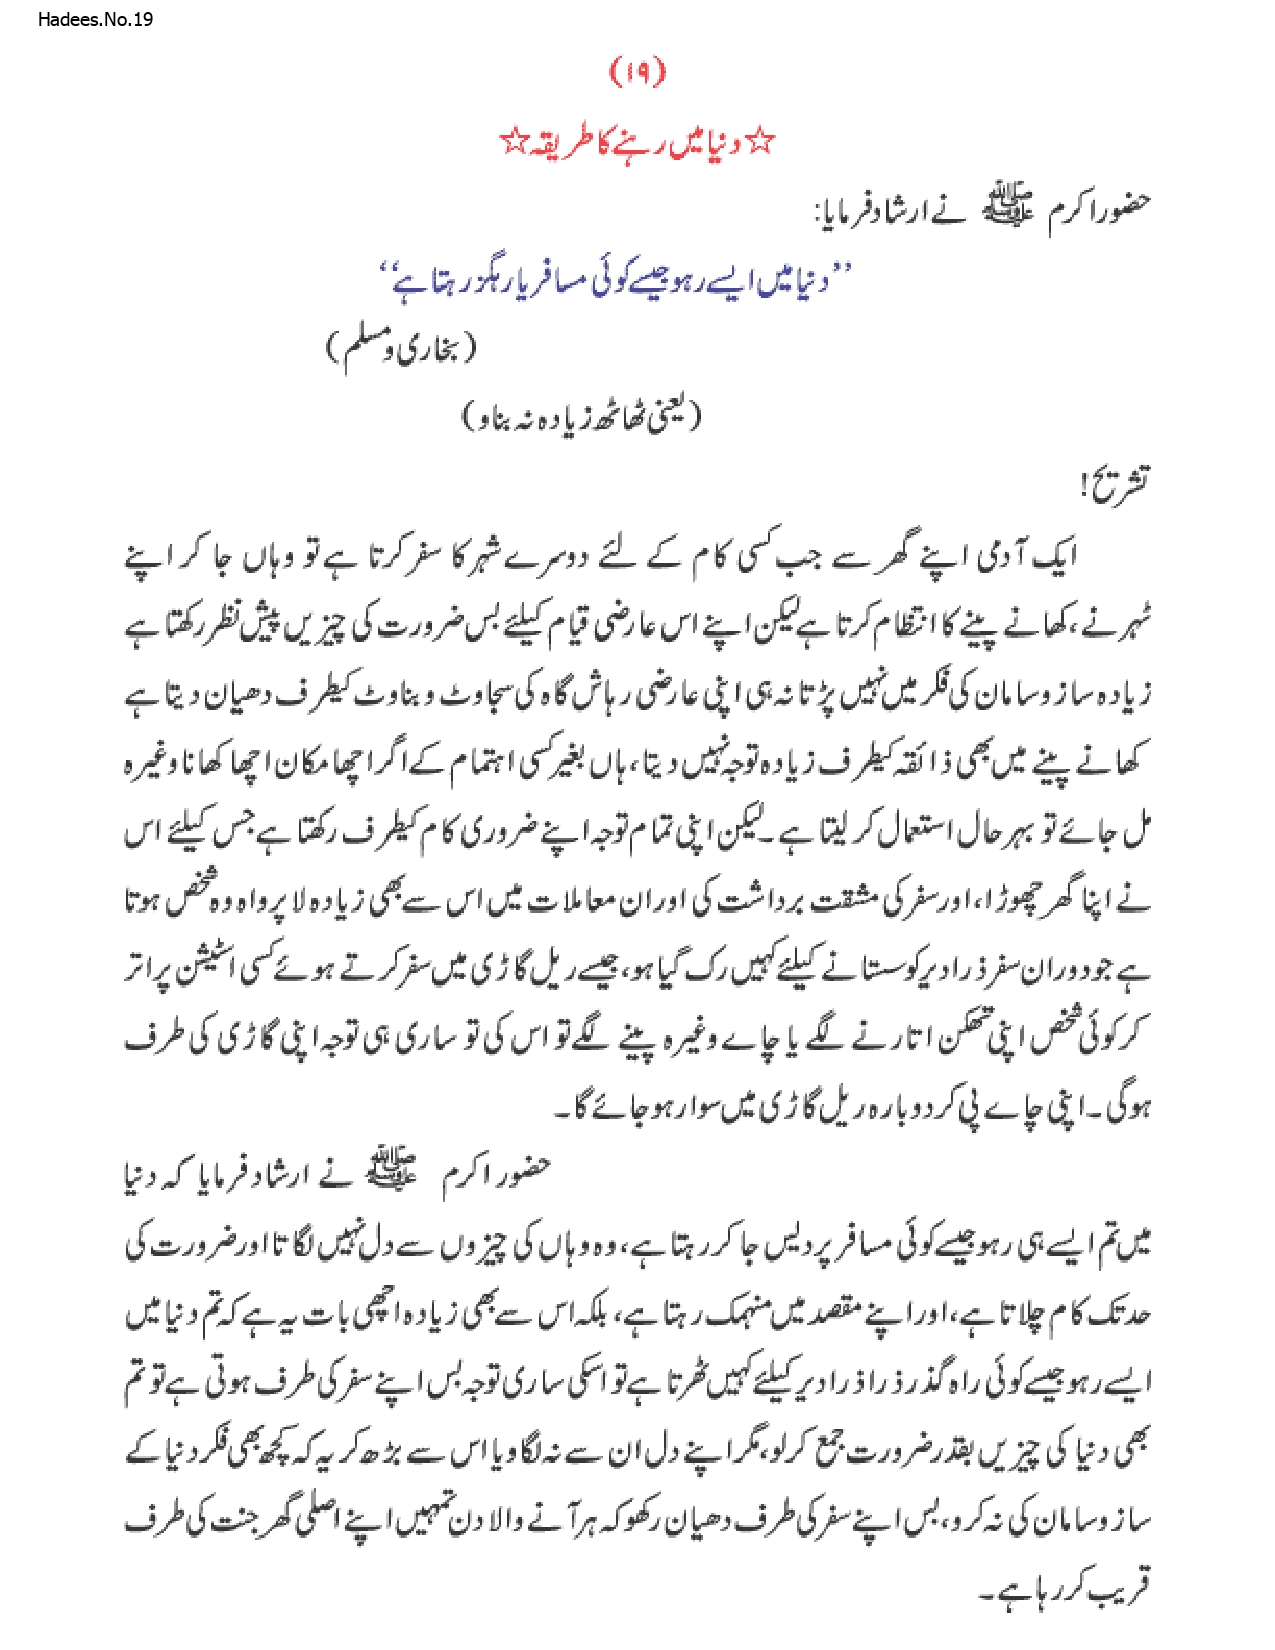 Hadees.No.19
(۱۹)
☆دنیا میں رہنے کا طریقہ☆
حضور اکرم ﷺ نے ارشاد فرمایا:
’’دنیا میں ایسے رہو جیسے کوئی مسافر یا رہگزر رہتا ہے‘‘
(بخاری ومسلم)
(یعنی ٹھاٹھ زیادہ نہ بناو)
تشریح!
ایک آدمی اپنے گھر سے جب کسی کام کے لئے دوسرے شہر کا سفر کرتا ہے تو وہاں جا کر اپنے
ٹہرنے، کھانے پینے کا انتظام کرتا ہے لیکن اپنے اس عارضی قیام کیلئے بس ضرورت کی چیزیں پیش نظر رکھتا ہے
زیادہ ساز وسامان کی فکر میں نہیں پڑتا نہ ہی اپنی عارضی رہاش گاہ کی سجاوٹ و بناوٹ کیطرف دھیان دیتا ہے
کھانے پینے میں بھی ذائقہ کیطرف زیادہ توجہ نہیں دیتا، ہاں بغیر کسی اہتمام کے اگر اچھا مکان اچھا کھانا وغیرہ
مل جائے تو بہر حال استعمال کر لیتا ہے۔ لیکن اپنی تمام توجہ اپنے ضروری کام کیطرف رکھتا ہے جس کیلئے اس
نے اپنا گھر چھوڑا، اور سفر کی مشقت برداشت کی اور ان معاملات میں اس سے بھی زیادہ لا پرواہ وہ شخص ہوتا
ہے جو دوران سفر ذرا دیر کو سستانے کیلئے کہیں رک گیا ہو، جیسے ریل گاڑی میں سفر کرتے ہوئے کسی اسٹیشن پر اتر
کر کوئی شخص اپنی تھکن اتارنے لگے یا چاے وغیرہ پینے لگے تو اس کی تو ساری ہی توجہ اپنی گاڑی کی طرف
ہوگی۔ اپنی چاے پی کر دوبارہ ریل گاڑی میں سوار ہو جائے گا۔
حضور اکرم ﷺ نے ارشاد فرمایا کہ دنیا
میں تم ایسے ہی رہو جیسے کوئی مسافر پردیس جا کر رہتا ہے، وہ وہاں کی چیزوں سے دل نہیں لگاتا اور ضرورت کی
حد تک کام چلاتا ہے، اور اپنے مقصد میں منہمک رہتا ہے، بلکہ اس سے بھی زیادہ اچھی بات یہ ہے کہ تم دنیا میں
ایسے رہو جیسے کوئی راہ گذر ذرا ذرا دیر کیلئے کہیں ٹھرتا ہے تو اسکی ساری توجہ بس اپنے سفر کی طرف ہوتی ہے تو تم
بھی دنیا کی چیزیں بقدر ضرورت جمع کر لو، مگر اپنے دل ان سے نہ لگاو یا اس سے بڑھ کر یہ کہ کچھ بھی فکر دنیا کے
ساز وسامان کی نہ کرو، بس اپنے سفر کی طرف دھیان رکھو کہ ہر آنے والا دن تمہیں اپنے اصلی گھر جنت کی طرف
قریب کر رہا ہے۔